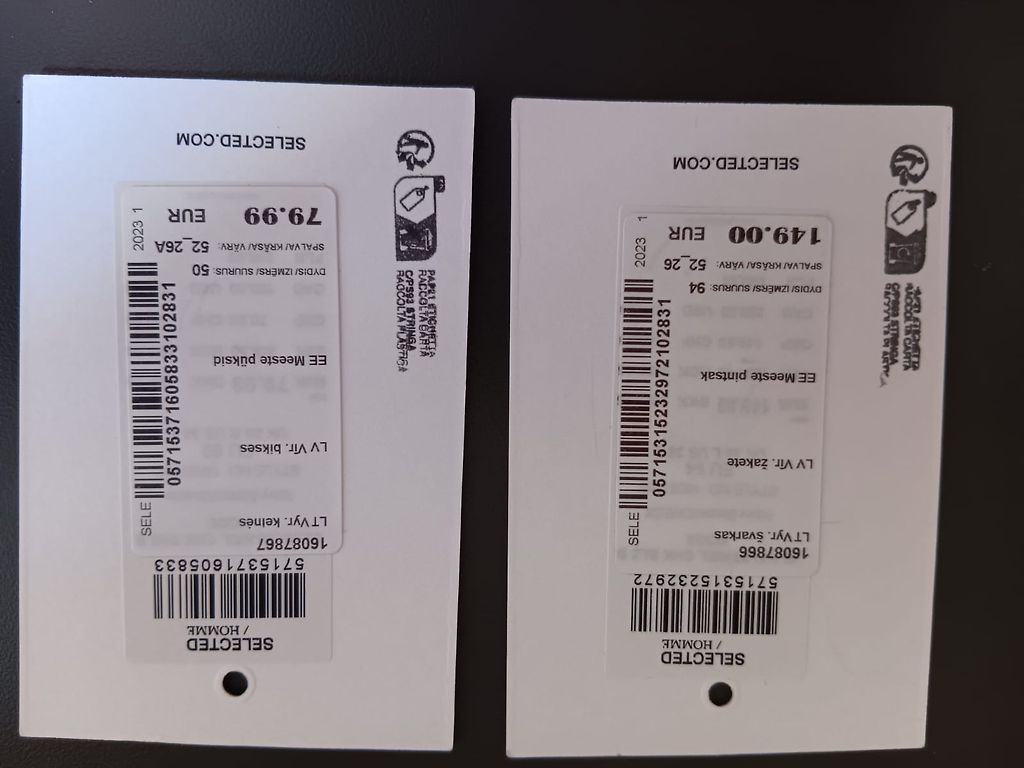 SELECTED
/ HOMME
5715371605833
16087867
LT Vyr. kelnės
LV Vīr. bikses
EE Meeste püksid
DYDIS/ IZMĒRS/ SUURUS: 50
SPALVA/ KRĀSA/ VÄRV: 52_26A
79.99 EUR
SELE
2023 1
05715371605833102831
SELECTED.COM
PAP21 ETICHETTA
RACCOLTA CARTA
CPS93 STRINGA
RACCOLTA PLASTICA
SELECTED
/ HOMME
5715315232972
16087866
LT Vyr. švarkas
LV Vīr. žakete
EE Meeste pintsak
DYDIS/ IZMĒRS/ SUURUS: 94
SPALVA/ KRĀSA/ VÄRV: 52_26
149.00 EUR
SELE
2023 1
05715315232972102831
SELECTED.COM
RACCOLTA CARTA